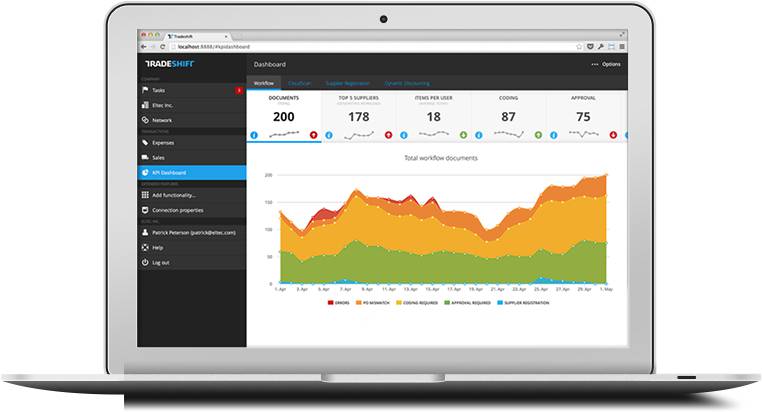 Tradeshift
localhost:8888/#kpidashboard
TRADESHIFT
Dashboard
Options
COMPANY
Workflow
CloudScan
Supplier Registration
Dynamic Discounting
Tasks
3
Eltec Inc.
Network
TRANSACTIONS
Expenses
Sales
KPI Dashboard
EXTENDED FEATURES
Add functionality...
Connection properties
ELTEC INC.
Patrick Peterson (patrick@eltec.com)
Help
Log out
DOCUMENTS
200
TOP 5 SUPPLIERS
178
ITEMS PER USER
18
CODING
87
APPROVAL
75
Total workflow documents
200
150
100
50
0
1. Apr
3. Apr
5. Apr
7. Apr
9. Apr
11. Apr
13. Apr
15. Apr
17. Apr
19. Apr
21. Apr
23. Apr
25. Apr
27. Apr
29. Apr
1. May
ERRORS
PO MISMATCH
CODING REQUIRED
APPROVAL REQUIRED
SUPPLIER REGISTRATION